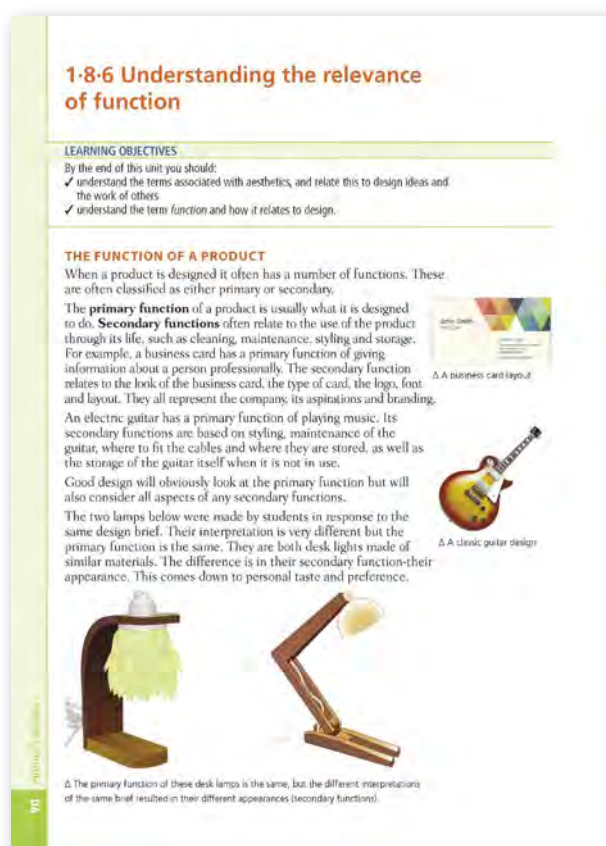 1·8·6 Understanding the relevance
of function
LEARNING OBJECTIVES
By the end of this unit you should:
✓ understand the terms associated with aesthetics, and relate this to design ideas and
the work of others
✓ understand the term function and how it relates to design.
THE FUNCTION OF A PRODUCT
When a product is designed it often has a number of functions. These
are often classified as either primary or secondary.
The primary function of a product is usually what it is designed
to do. Secondary functions often relate to the use of the product
through its life, such as cleaning, maintenance, styling and storage.
For example, a business card has a primary function of giving
information about a person professionally. The secondary function
relates to the look of the business card, the type of card, the logo, font
and layout. They all represent the company, its aspirations and branding.
Δ A business card layout
An electric guitar has a primary function of playing music. Its
secondary functions are based on styling, maintenance of the
guitar, where to fit the cables and where they are stored, as well as
the storage of the guitar itself when it is not in use.
Good design will obviously look at the primary function but will
also consider all aspects of any secondary functions.
The two lamps below were made by students in response to the
same design brief. Their interpretation is very different but the
primary function is the same. They are both desk lights made of
similar materials. The difference is in their secondary function-their
appearance. This comes down to personal taste and preference.
Δ A classic guitar design
Δ The primary function of these desk lamps is the same, but the different interpretations
of the same brief resulted in their different appearances (secondary functions).